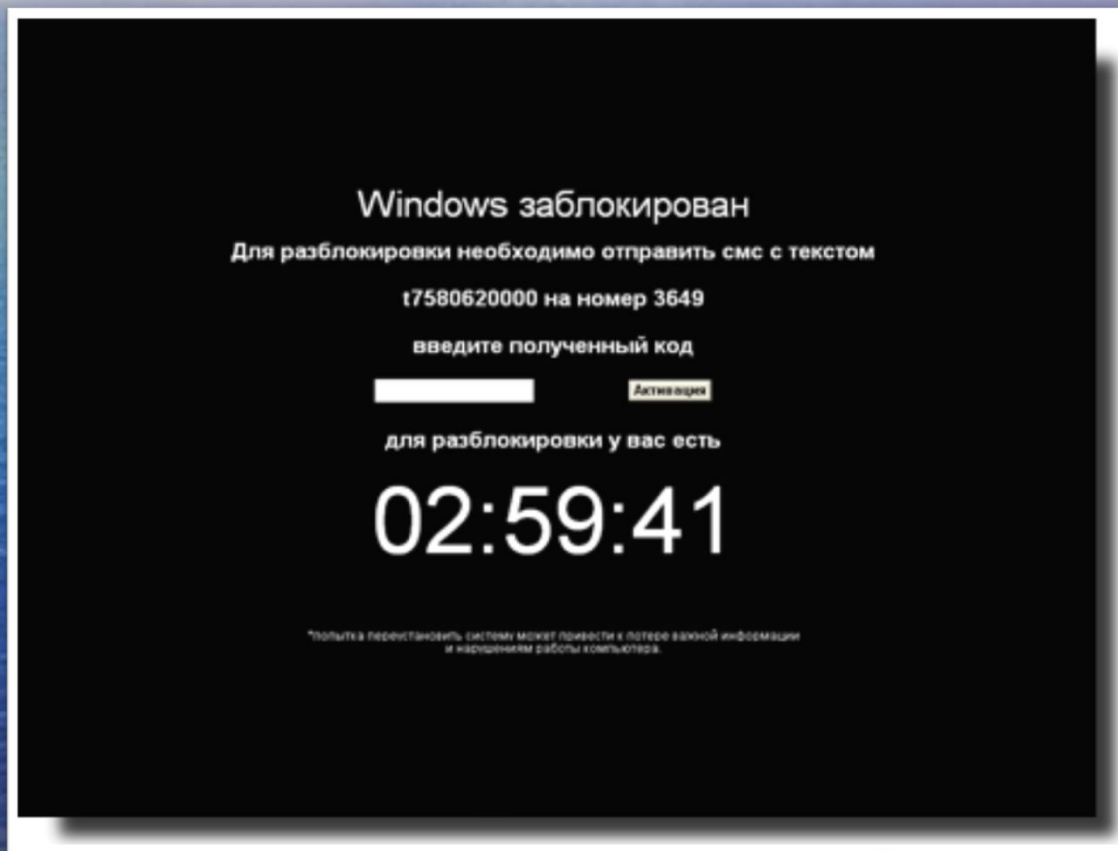 Windows заблокирован
Для разблокировки необходимо отправить смс с текстом
t7580620000 на номер 3649
введите полученный код
Активация
для разблокировки у вас есть
02:59:41
*попытка переустановить систему может привести к потере важной информации
и нарушениям работы компьютера.